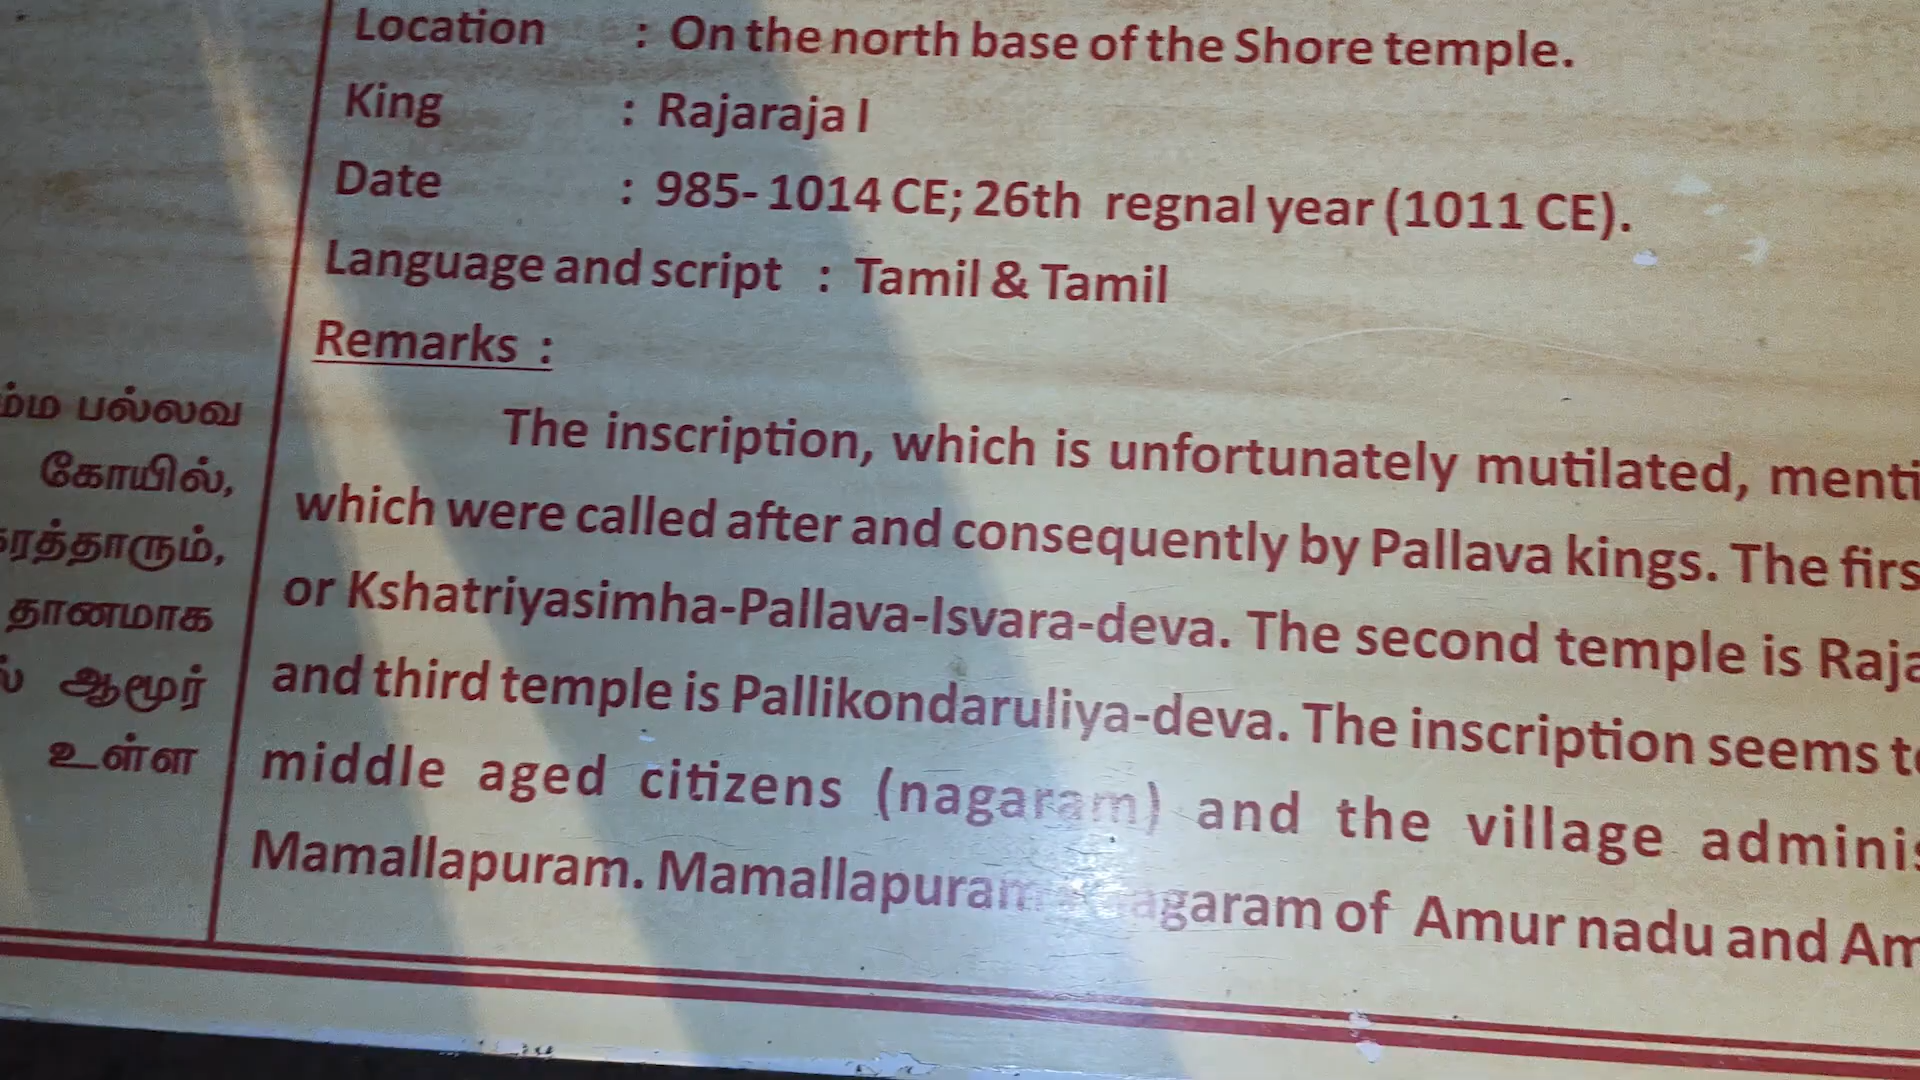 Location : On the north base of the Shore temple.
King : Rajaraja I
Date : 985-1014 CE; 26th regnal year (1011 CE).
Language and script : Tamil & Tamil
Remarks :
The inscription, which is unfortunately mutilated, menti
which were called after and consequently by Pallava kings. The firs
or Kshatriyasimha-Pallava-Isvara-deva. The second temple is Raja
and third temple is Pallikondaruliya-deva. The inscription seems to
middle aged citizens (nagaram) and the village adminis
Mamallapuram. Mamallapuram agaram of Amur nadu and Am
ம்ம பல்லவ
கோயில்,
ரத்தாரும்,
தானமாக
ல் ஆமூர்
உள்ள